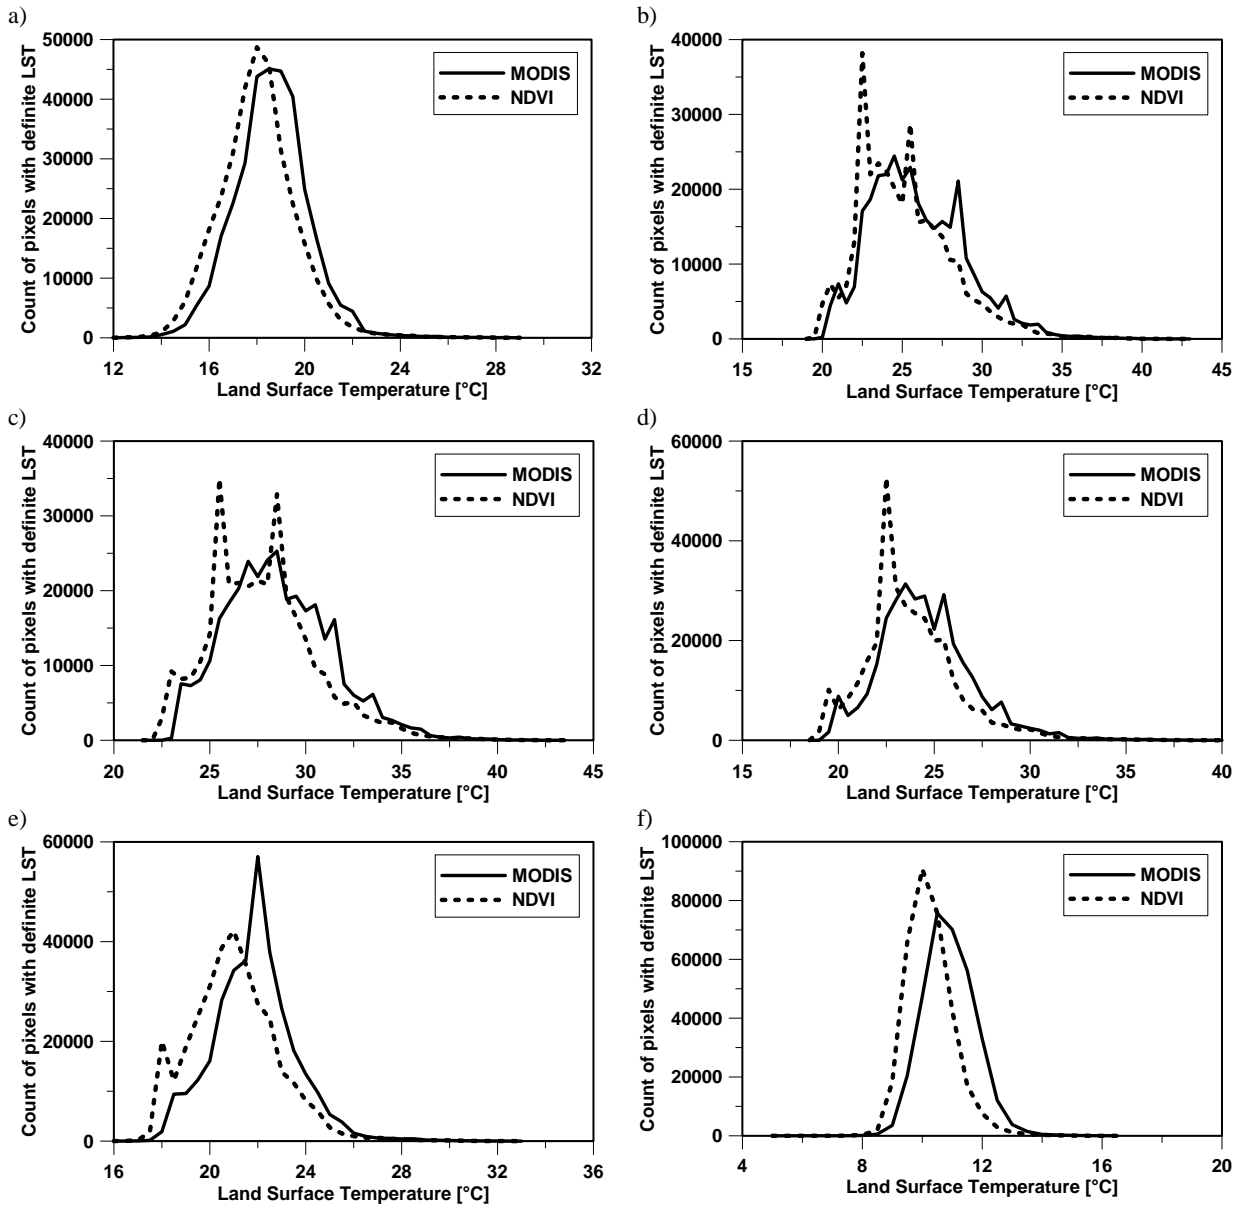 a)
Count of pixels with definite LST
50000
40000
30000
20000
10000
0
12 16 20 24 28 32
Land Surface Temperature [°C]
MODIS
NDVI
b)
Count of pixels with definite LST
40000
30000
20000
10000
0
15 20 25 30 35 40 45
Land Surface Temperature [°C]
MODIS
NDVI
c)
Count of pixels with definite LST
40000
30000
20000
10000
0
20 25 30 35 40 45
Land Surface Temperature [°C]
MODIS
NDVI
d)
Count of pixels with definite LST
60000
40000
20000
0
15 20 25 30 35 40
Land Surface Temperature [°C]
MODIS
NDVI
e)
Count of pixels with definite LST
60000
40000
20000
0
16 20 24 28 32 36
Land Surface Temperature [°C]
MODIS
NDVI
f)
Count of pixels with definite LST
100000
80000
60000
40000
20000
0
4 8 12 16 20
Land Surface Temperature [°C]
MODIS
NDVI